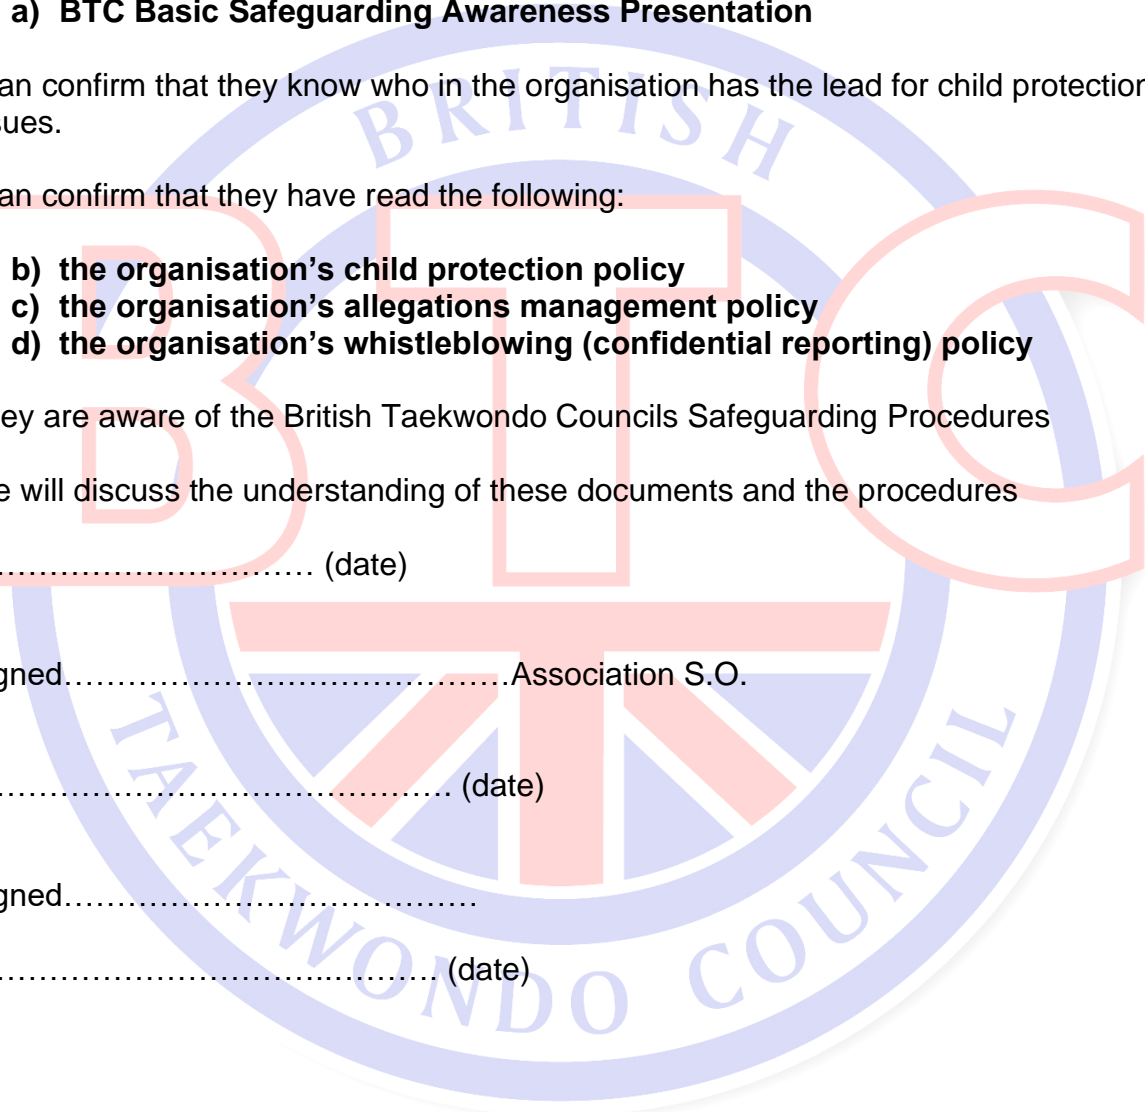 a) BTC Basic Safeguarding Awareness Presentation
an confirm that they know who in the organisation has the lead for child protection
sues.
an confirm that they have read the following:
b) the organisation’s child protection policy
c) the organisation’s allegations management policy
d) the organisation’s whistleblowing (confidential reporting) policy
ey are aware of the British Taekwondo Councils Safeguarding Procedures
e will discuss the understanding of these documents and the procedures
…………………………… (date)
gned……………………………………Association S.O.
……………………………………. (date)
gned…………………………………
…………………………………. (date)
BRITISH
BTC
TAEKWONDO COUNCIL